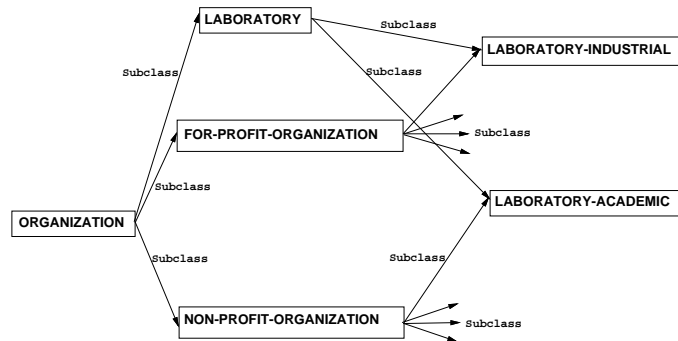 LABORATORY
Subclass
LABORATORY-INDUSTRIAL
Subclass
Subclass
FOR-PROFIT-ORGANIZATION
Subclass
Subclass
LABORATORY-ACADEMIC
ORGANIZATION
Subclass
Subclass
NON-PROFIT-ORGANIZATION
Subclass